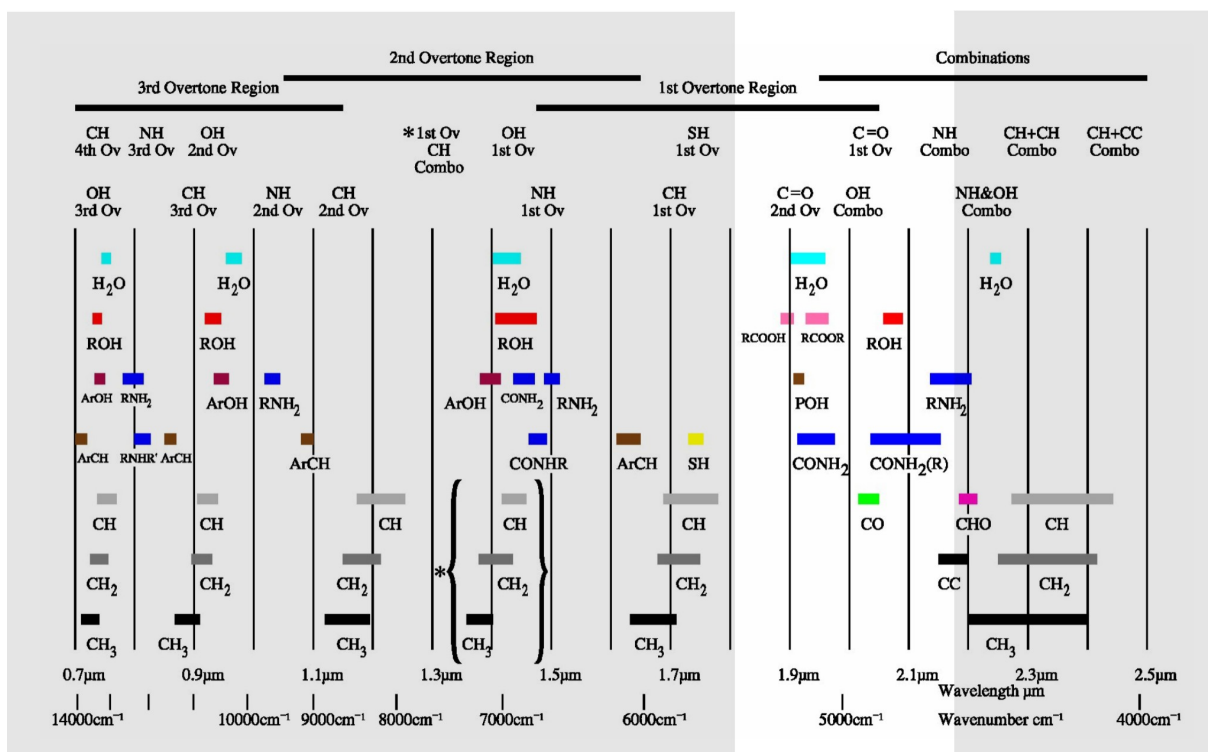 2nd Overtone Region
Combinations
3rd Overtone Region
1st Overtone Region
CH NH OH *1st Ov OH SH C=O NH CH+CH CH+CC
4th Ov 3rd Ov 2nd Ov CH 1st Ov 1st Ov 1st Ov Combo Combo Combo
Combo
OH CH NH CH NH CH C=O OH NH&OH
3rd Ov 3rd Ov 2nd Ov 2nd Ov 1st Ov 1st Ov 2nd Ov Combo Combo
H2O H2O H2O H2O H2O
ROH ROH ROH RCOOH RCOOR ROH
ArOH RNH2 ArOH RNH2 ArOH CONH2 RNH2 POH RNH2
ArCH RNHR' ArCH ArCH CONHR ArCH SH CONH2 CONH2(R)
CH CH CH CH CH CO CHO CH
CH2 CH2 CH2 * CH2 CH2 CC CH2
CH3 CH3 CH3 CH3 CH3 CH3
0.7µm 0.9µm 1.1µm 1.3µm 1.5µm 1.7µm 1.9µm 2.1µm 2.3µm 2.5µm
Wavelength µm
14000cm⁻¹ 10000cm⁻¹ 9000cm⁻¹ 8000cm⁻¹ 7000cm⁻¹ 6000cm⁻¹ 5000cm⁻¹ Wavenumber cm⁻¹ 4000cm⁻¹